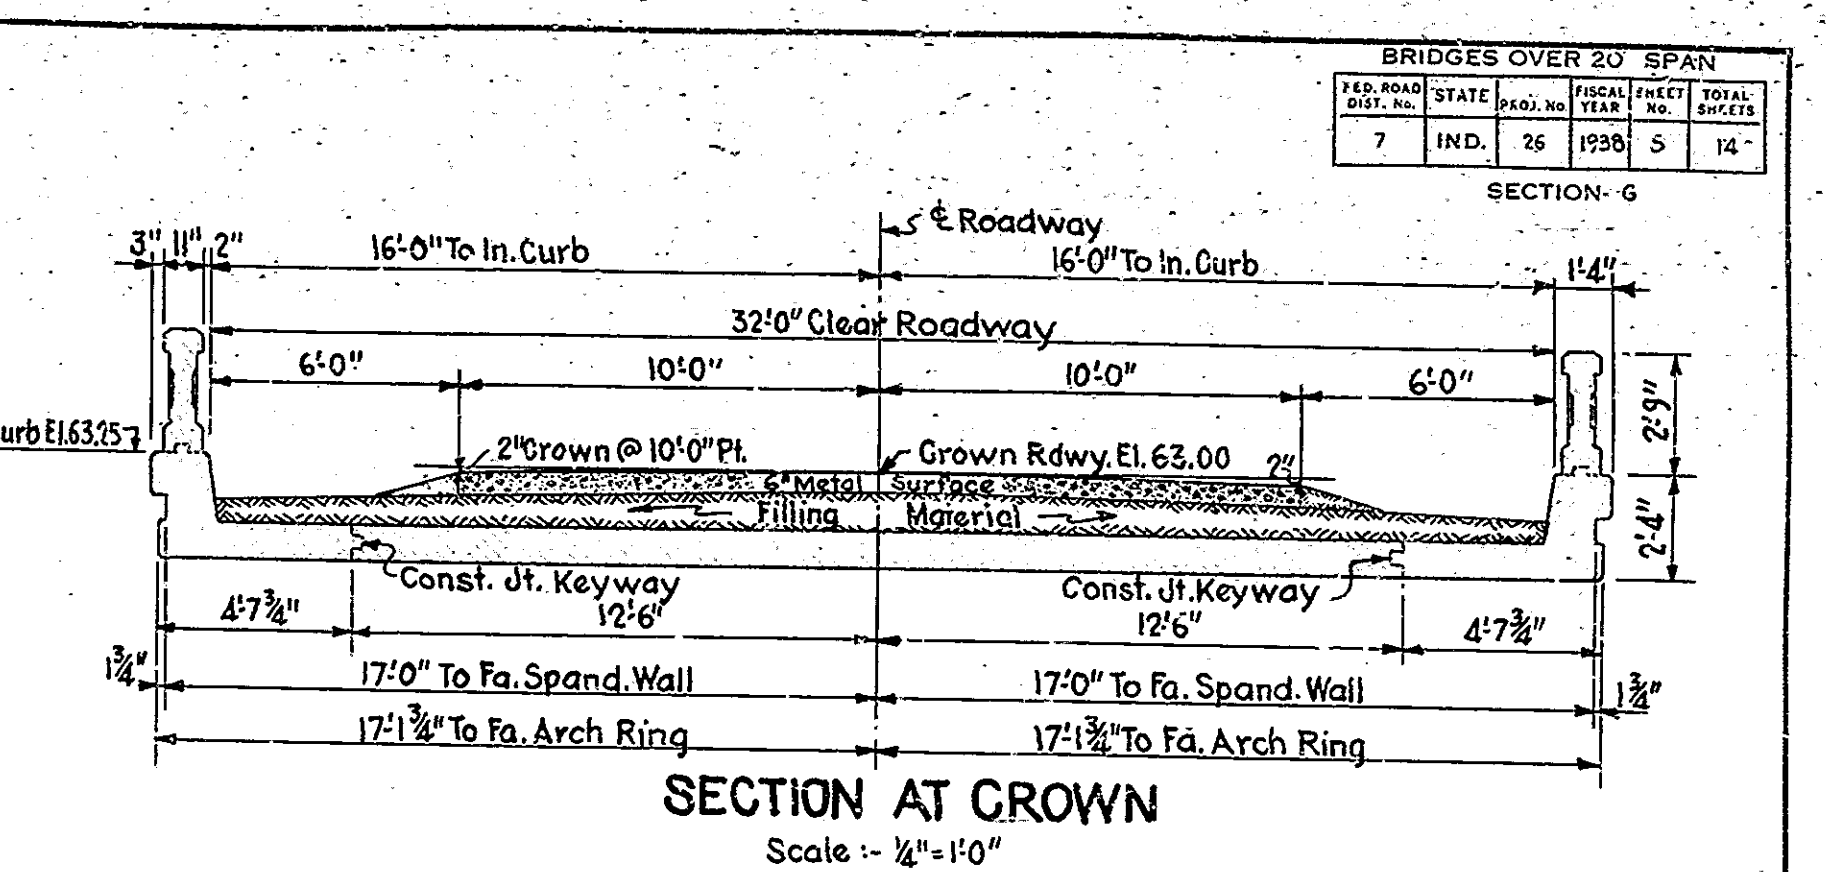 BRIDGES OVER 20' SPAN
FED. ROAD DIST. No. STATE PROJ. No. FISCAL YEAR SHEET No. TOTAL SHEETS
7 IND. 26 1938 5 14
SECTION- G
℄ Roadway
3" 11" 2" 16'-0" To In. Curb 16'-0" To In. Curb 1'-4"
32'-0" Clear Roadway
6'-0" 10'-0" 10'-0" 6'-0"
2'-9"
urb El. 63.25
2" Crown @ 10'-0" Pt. Crown Rdwy. El. 63.00 2"
6" Metal Surface
Filling Material
2'-4"
Const. Jt. Keyway Const. Jt. Keyway
4'-7¾" 12'-6" 12'-6" 4'-7¾"
1¾" 17'-0" To Fa. Spand. Wall 17'-0" To Fa. Spand. Wall 1¾"
17'-1¾" To Fa. Arch Ring 17'-1¾" To Fa. Arch Ring
SECTION AT CROWN
Scale :- ¼" = 1'-0"